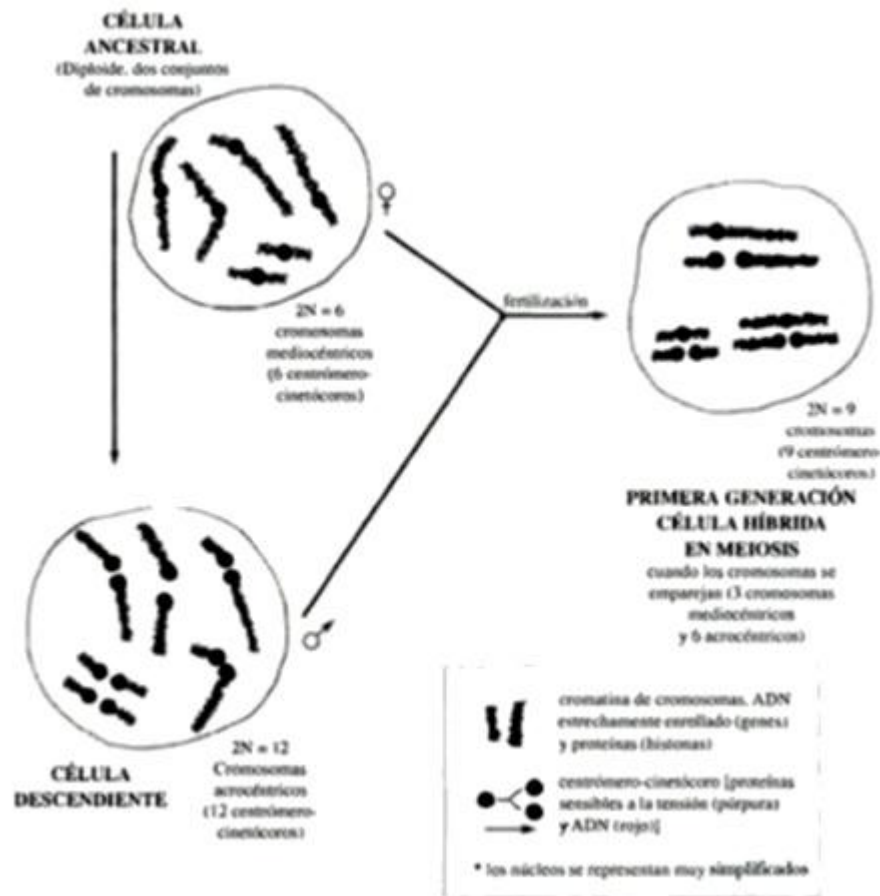 CÉLULA
ANCESTRAL
(Diploide, dos conjuntos
de cromosomas)
♀
2N = 6
cromosomas
mediocéntricos
(6 centrómero-
cinetócoros)
fertilización
2N = 9
cromosomas
(9 centrómero-
cinetócoros)
PRIMERA GENERACIÓN
CÉLULA HÍBRIDA
EN MEIOSIS
cuando los cromosomas se
emparejan (3 cromosomas
mediocéntricos
y 6 acrocéntricos)
♂
CÉLULA
DESCENDIENTE
2N = 12
Cromosomas
acrocéntricos
(12 centrómero-
cinetócoros)
cromatina de cromosomas, ADN
estrechamente enrollado (genes)
y proteínas (histonas)
centrómero-cinetócoro [proteínas
sensibles a la tensión (púrpura)
y ADN (rojo)]
* los núcleos se representan muy simplificados